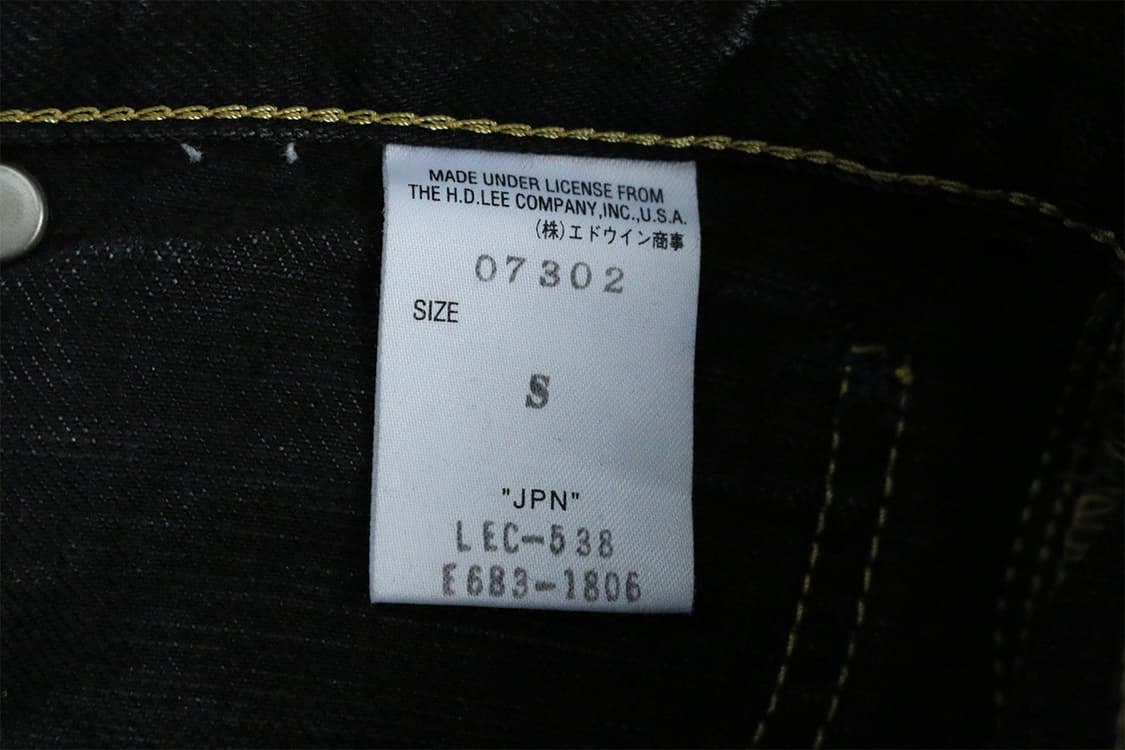 MADE UNDER LICENSE FROM
THE H.D.LEE COMPANY,INC.,U.S.A.
(株)エドウイン商事
07302
SIZE
S
"JPN"
LEC-538
E683-1806